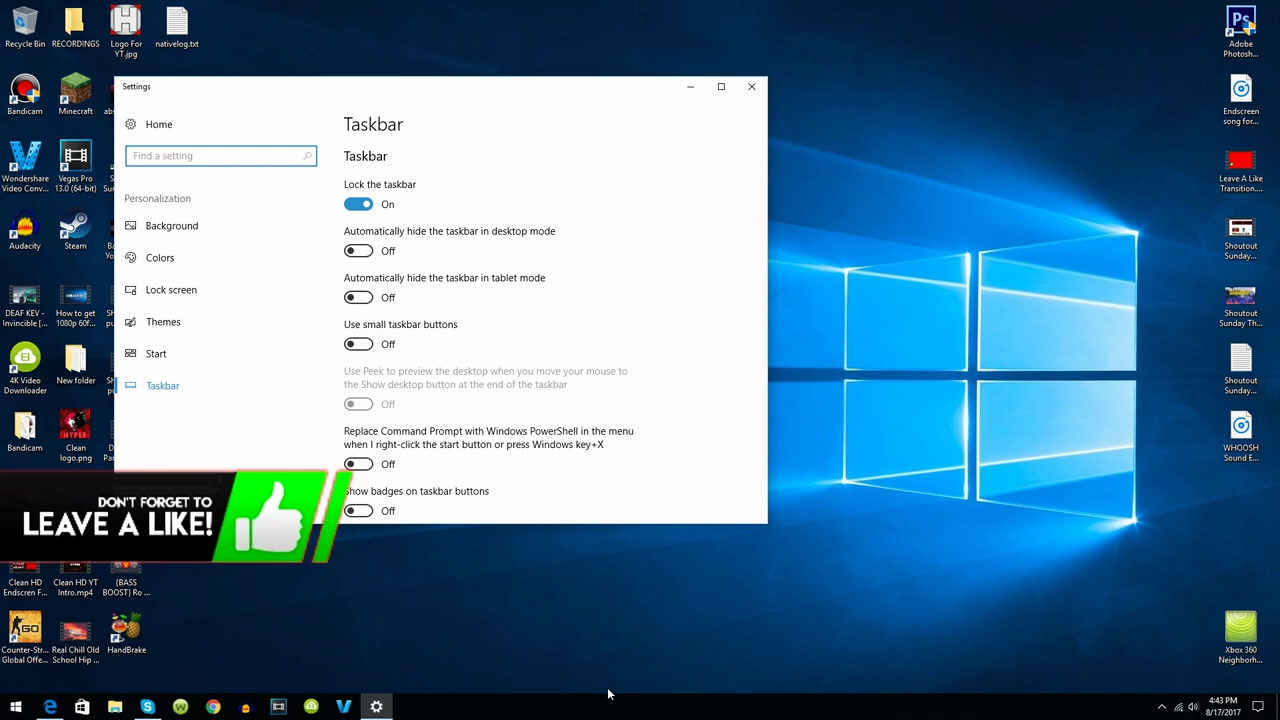 Recycle Bin
RECORDINGS
Logo For
YT.jpg
nativelog.txt
Adobe
Photosh...
Bandicam
Minecraft
Endscreen
song for...
Wondershare
Video Conv...
Vegas Pro
13.0 (64-bit)
Leave A Like
Transition....
Audacity
Steam
Shoutout
Sunday...
DEAF KEV -
Invincible [...
How to get
1080p 60f...
Shoutout
Sunday Th...
4K Video
Downloader
New folder
Shoutout
Sunday...
Bandicam
Clean
logo.png
WHOOSH
Sound E...
Settings
Home
Find a setting
Personalization
Background
Colors
Lock screen
Themes
Start
Taskbar
Taskbar
Taskbar
Lock the taskbar
On
Automatically hide the taskbar in desktop mode
Off
Automatically hide the taskbar in tablet mode
Off
Use small taskbar buttons
Off
Use Peek to preview the desktop when you move your mouse to
the Show desktop button at the end of the taskbar
Off
Replace Command Prompt with Windows PowerShell in the menu
when I right-click the start button or press Windows key+X
Off
Show badges on taskbar buttons
Off
DON'T FORGET TO
LEAVE A LIKE!
Clean HD
Endscren F...
Clean HD YT
Intro.mp4
(BASS
BOOST) Ro ...
Counter-Str...
Global Offe...
Real Chill Old
School Hip ...
HandBrake
Xbox 360
Neighborh...
4:43 PM
8/17/2017